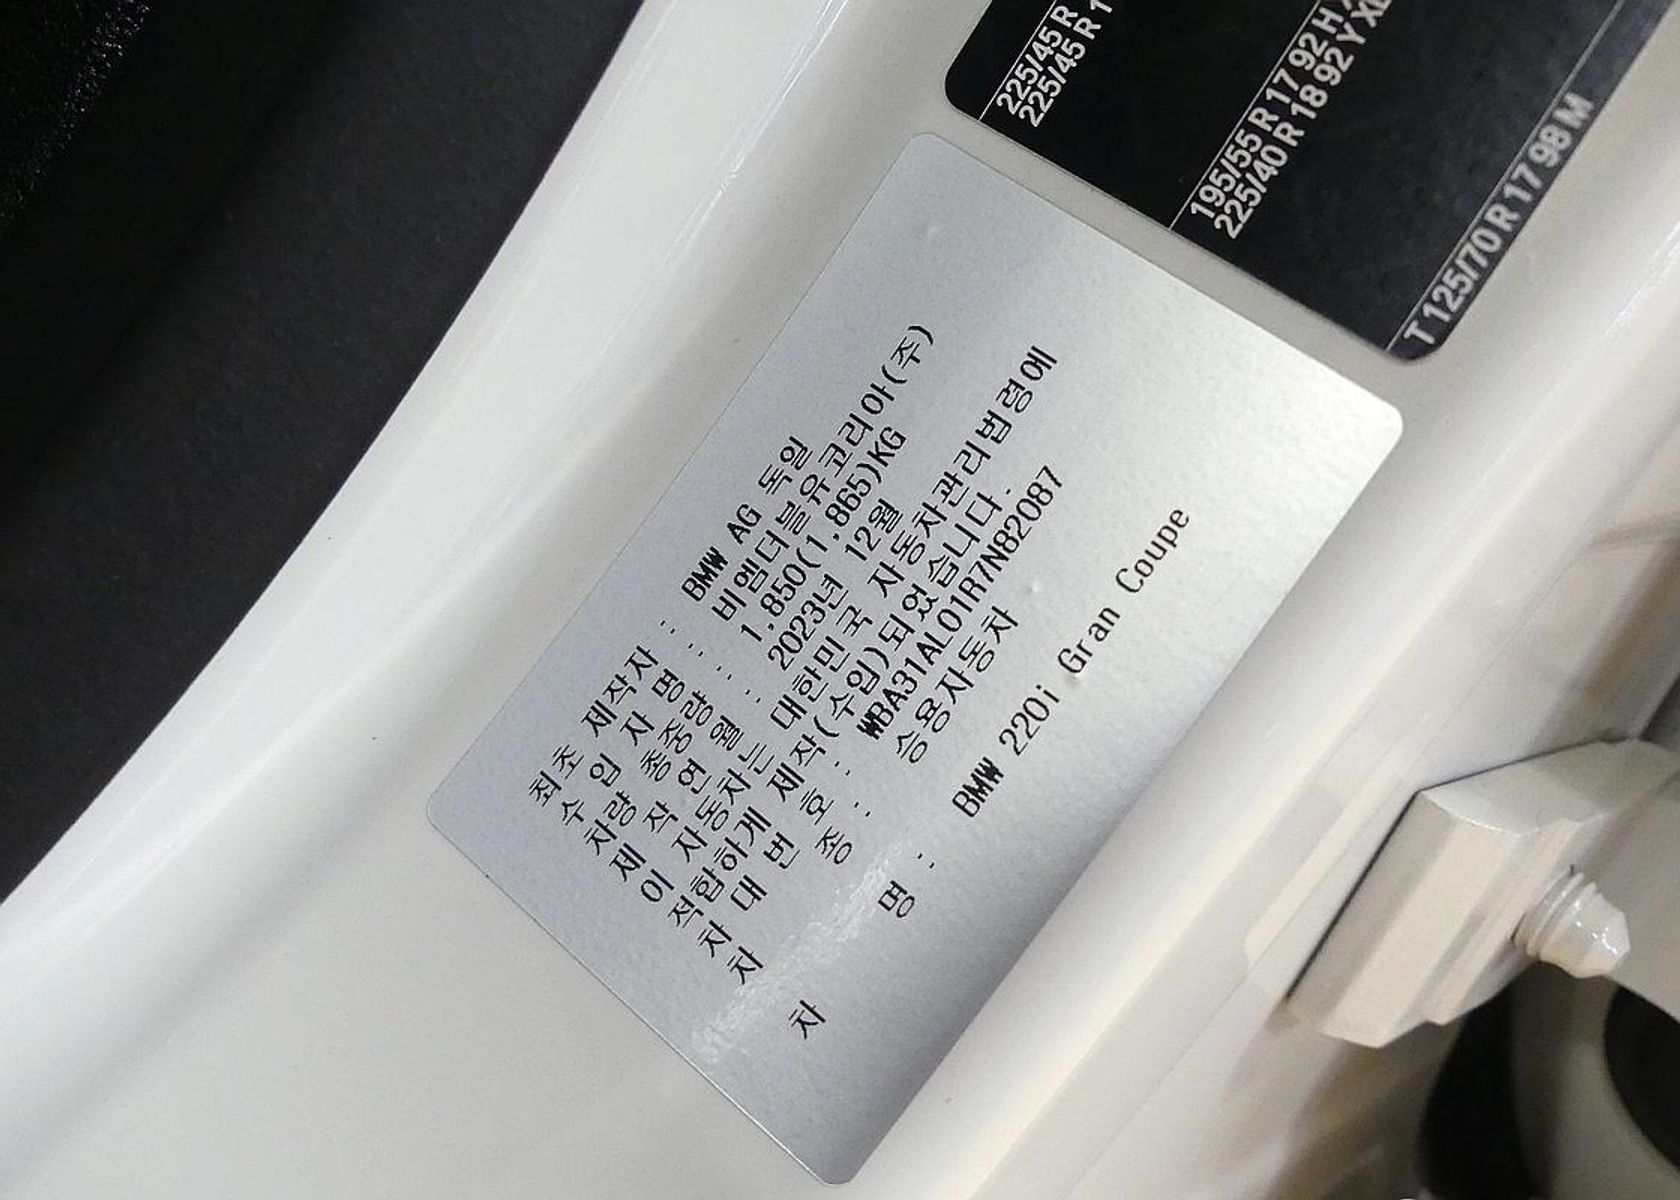 225/45 R
225/45 R 1
195/55 R 17 92 H
225/40 R 18 92 Y XL
T 125/70 R 17 98 M
최초 제작자 : BMW AG 독일
수 입 자 명 : 비엠더블유코리아(주)
차량 총중량 : 1,850(1,865)KG
제 작 연 월 : 2023년 12월
이 자동차는 대한민국 자동차관리법령에
적합하게 제작(수입)되었습니다.
차 대 번 호 : WBA31AL01R7N82087
차 종 : 승용자동차
차 명 : BMW 220i Gran Coupe